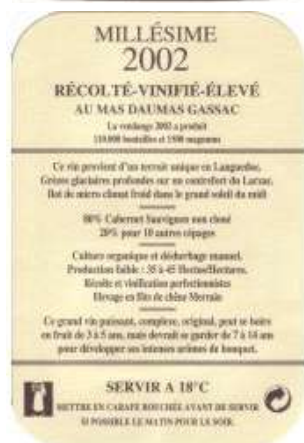 MILLÉSIME
2002
RÉCOLTÉ-VINIFIÉ-ÉLEVÉ
AU MAS DAUMAS GASSAC
La vendange 2002 a produit
bouteilles et magnums
Ce vin provient d'un terroir unique en Languedoc.
Grèzes glaciaires profondes sur un contrefort du Larzac.
Ilot de micro climat froid dans le grand soleil du midi
80% Cabernet Sauvignon non cloné
20% pour 10 autres cépages
Culture organique et désherbage manuel.
Production faible : 35 à 45 Hectos/Hectares.
Récolte et vinification perfectionnistes
Elevage en fûts de chêne Merrain
Ce grand vin puissant, complexe, original, peut se boire
en fruit de 3 à 5 ans, mais devrait se garder de 7 à 14 ans
pour développer ses intenses arômes de bouquet.
SERVIR A 18°C
METTRE EN CARAFE BOUCHÉE AVANT DE SERVIR
SI POSSIBLE LE MATIN POUR LE SOIR.